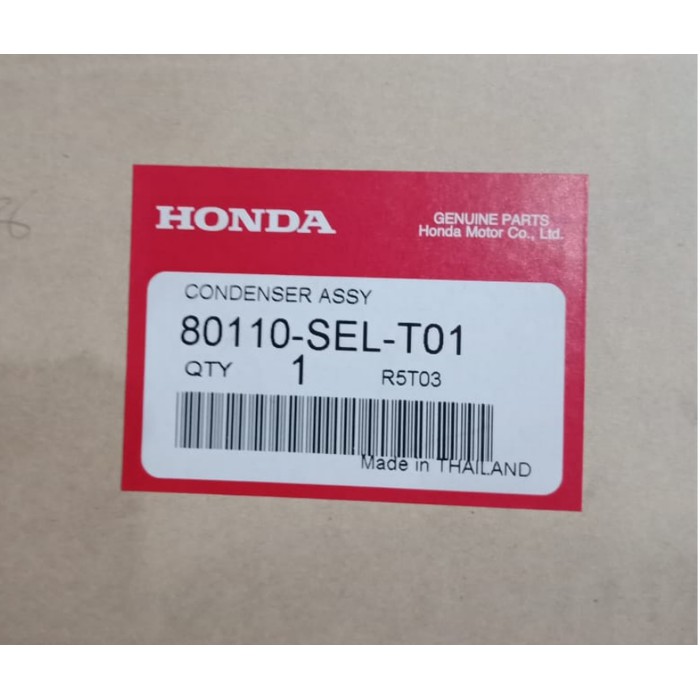 HONDA
GENUINE PARTS
Honda Motor Co., Ltd.
CONDENSER ASSY
80110-SEL-T01
QTY 1 R5T03
Made in THAILAND